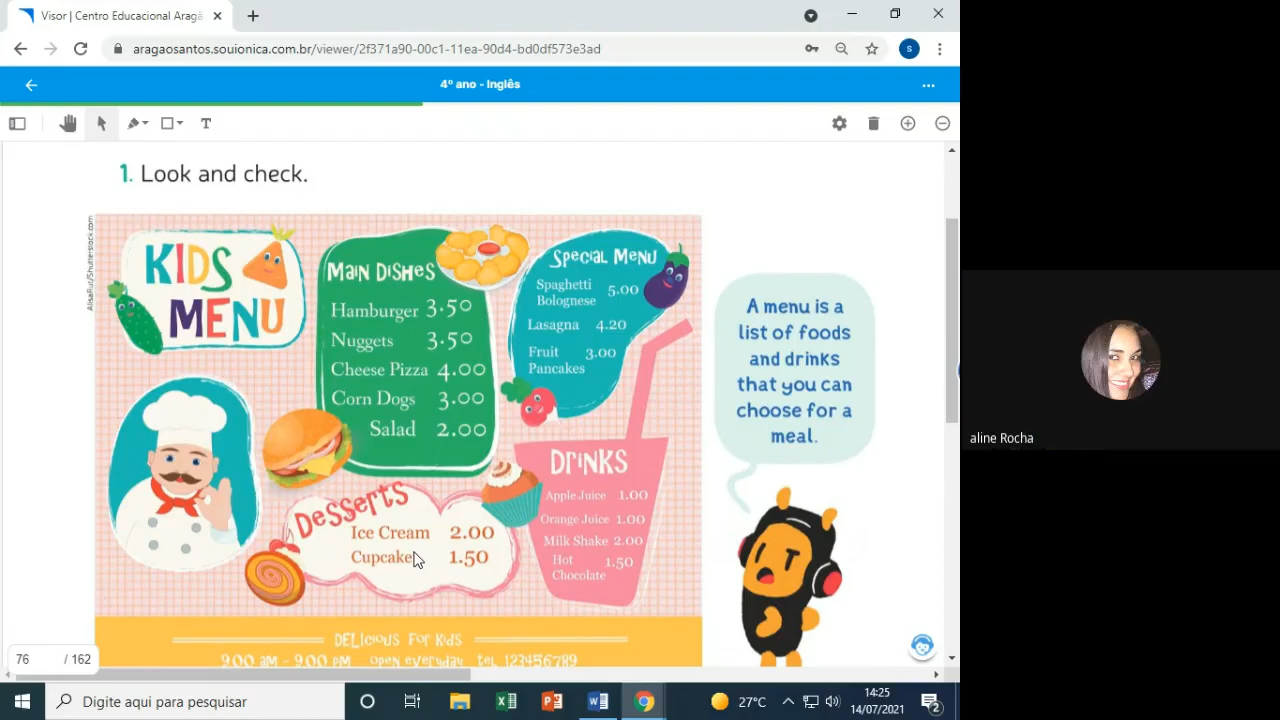 Visor | Centro Educacional Aragã
aragaosantos.souionica.com.br/viewer/2f371a90-00c1-11ea-90d4-bd0df573e3ad
S
4º ano - Inglês
T
1. Look and check.
AlisaRut/Shutterstock.com
KIDS
MENU
MAIN DISHES
Hamburger 3.50
Nuggets 3.50
Cheese Pizza 4.00
Corn Dogs 3.00
Salad 2.00
SPECIAL MENU
Spaghetti
Bolognese 5.00
Lasagna 4.20
Fruit
Pancakes 3.00
DRINKS
Apple Juice 1.00
Orange Juice 1.00
Milk Shake 2.00
Hot
Chocolate 1.50
DESSERTS
Ice Cream 2.00
Cupcake 1.50
DELICIOUS FOR KIDS
9:00 AM - 9:00 PM OPEN EVERYDAY TEL 123456789
A menu is a
list of foods
and drinks
that you can
choose for a
meal.
aline Rocha
76 / 162
Digite aqui para pesquisar
27°C
14:25
14/07/2021
2